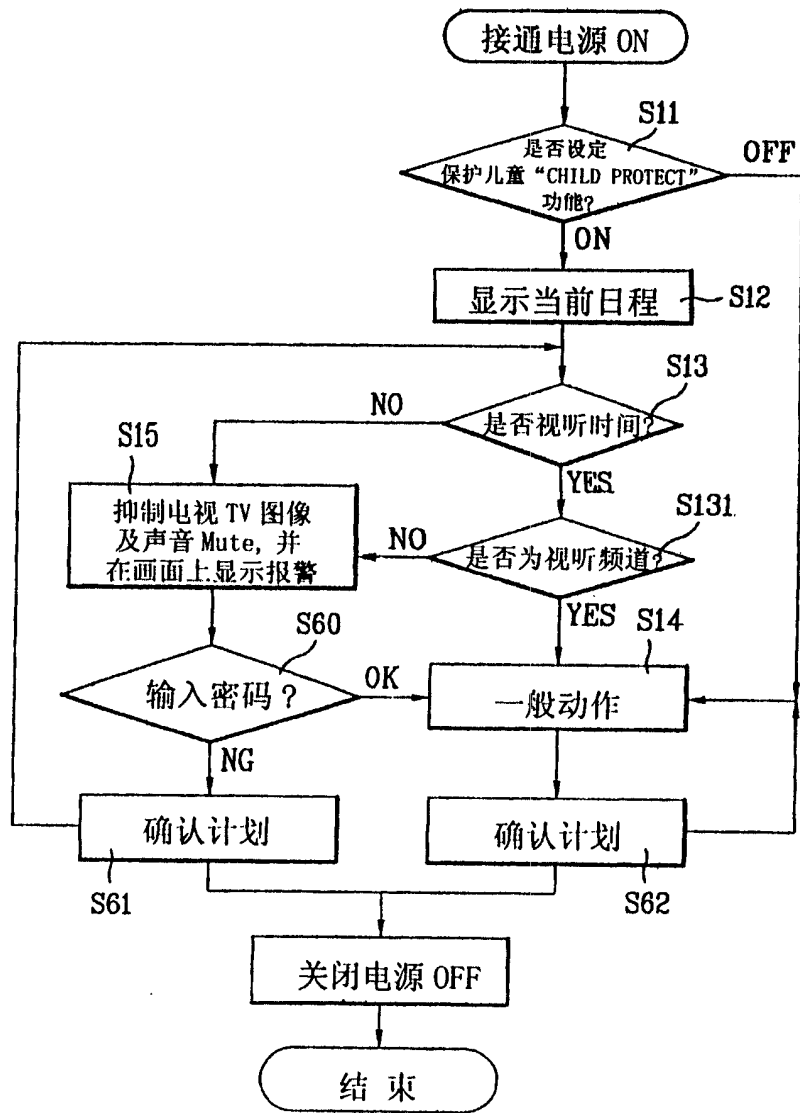 接通电源 ON
S11
是否设定
保护儿童“CHILD PROTECT”
功能?
OFF
ON
显示当前日程
S12
S13
是否视听时间?
NO
YES
S15
抑制电视 TV 图像
及声音 Mute, 并
在画面上显示报警
S131
是否为视听频道?
NO
YES
S60
输入密码?
OK
NG
S14
一般动作
确认计划
S61
确认计划
S62
关闭电源 OFF
结 束